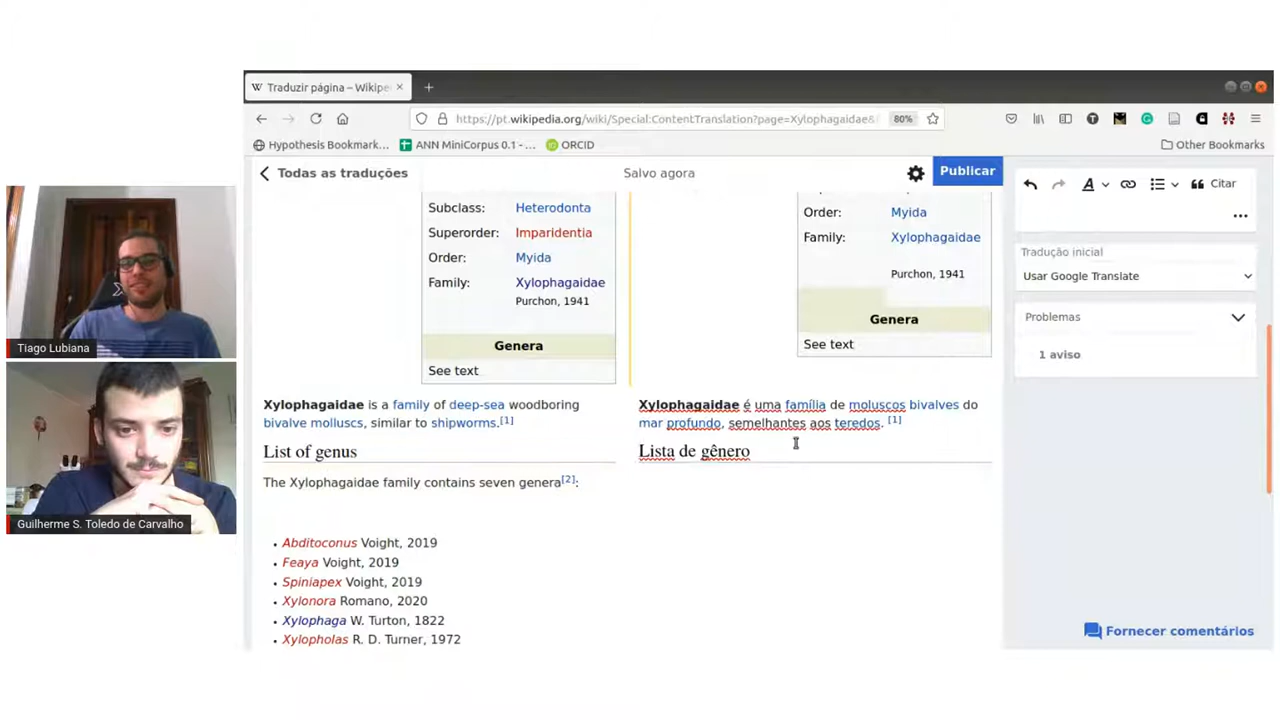 W Traduzir página – Wikipe × +
https://pt.wikipedia.org/wiki/Special:ContentTranslation?page=Xylophagaidae& 80%
Hypothesis Bookmark... ANN MiniCorpus 0.1 - ... ORCID Other Bookmarks
Todas as traduções Salvo agora Publicar
Citar
Subclass: Heterodonta
Superorder: Imparidentia
Order: Myida
Family: Xylophagaidae
Purchon, 1941
Genera
See text
Order: Myida
Family: Xylophagaidae
Purchon, 1941
Genera
See text
Tradução inicial
Usar Google Translate
Problemas
1 aviso
Xylophagaidae is a family of deep-sea woodboring
bivalve molluscs, similar to shipworms.[1]
List of genus
The Xylophagaidae family contains seven genera[2]:
• Abditoconus Voight, 2019
• Feaya Voight, 2019
• Spiniapex Voight, 2019
• Xylonora Romano, 2020
• Xylophaga W. Turton, 1822
• Xylopholas R. D. Turner, 1972
Xylophagaidae é uma família de moluscos bivalves do
mar profundo, semelhantes aos teredos. [1]
Lista de gênero
Fornecer comentários
Tiago Lubiana
Guilherme S. Toledo de Carvalho